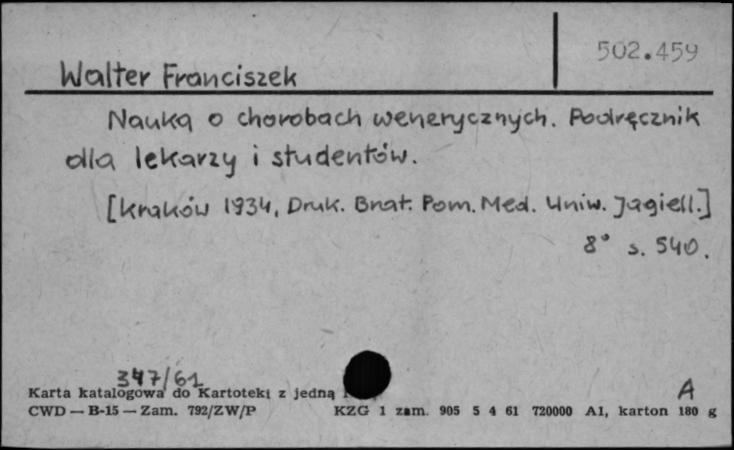 502.459
Walter Franciszek
Nauka o chorobach wenerycznych. Podręcznik
dla lekarzy i studentów.
[Kraków 1934, Druk. Brat. Pom. Med. Uniw. Jagiell.]
8° s. 540.
347/61
Karta katalogowa do Kartoteki z jedną
A
CWD — B-15 — Zam. 792/ZW/P KZG 1 zam. 905 5 4 61 720000 A1, karton 180 g